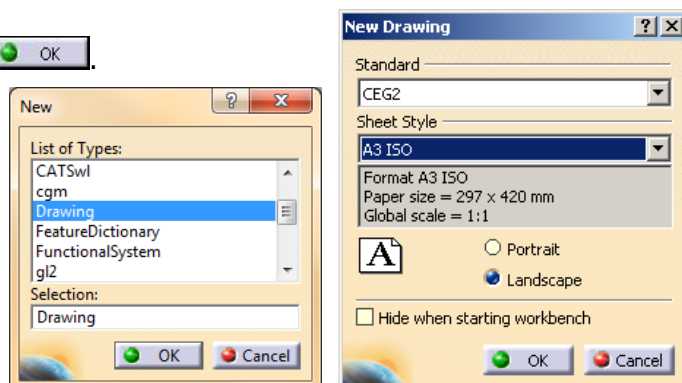 OK .
New
List of Types:
CATSwl
cgm
Drawing
FeatureDictionary
FunctionalSystem
gl2
Selection:
Drawing
OK Cancel
New Drawing
Standard
CEG2
Sheet Style
A3 ISO
Format A3 ISO
Paper size = 297 x 420 mm
Global scale = 1:1
A
Portrait
Landscape
Hide when starting workbench
OK Cancel